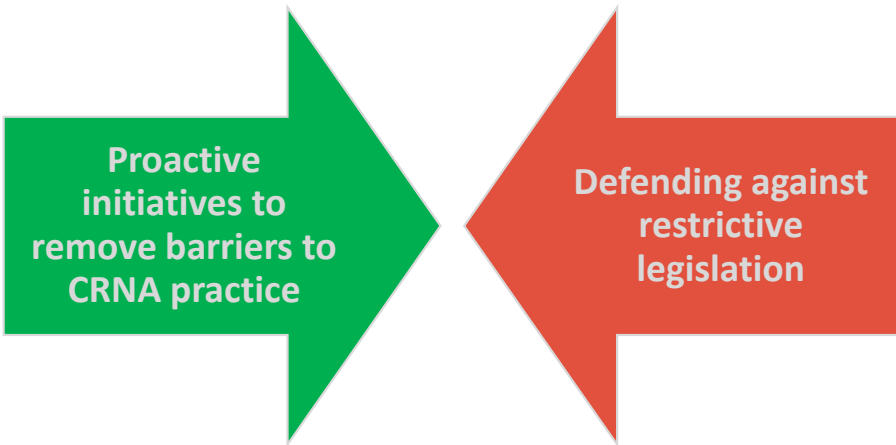 Proactive
initiatives to
remove barriers to
CRNA practice
Defending against
restrictive
legislation